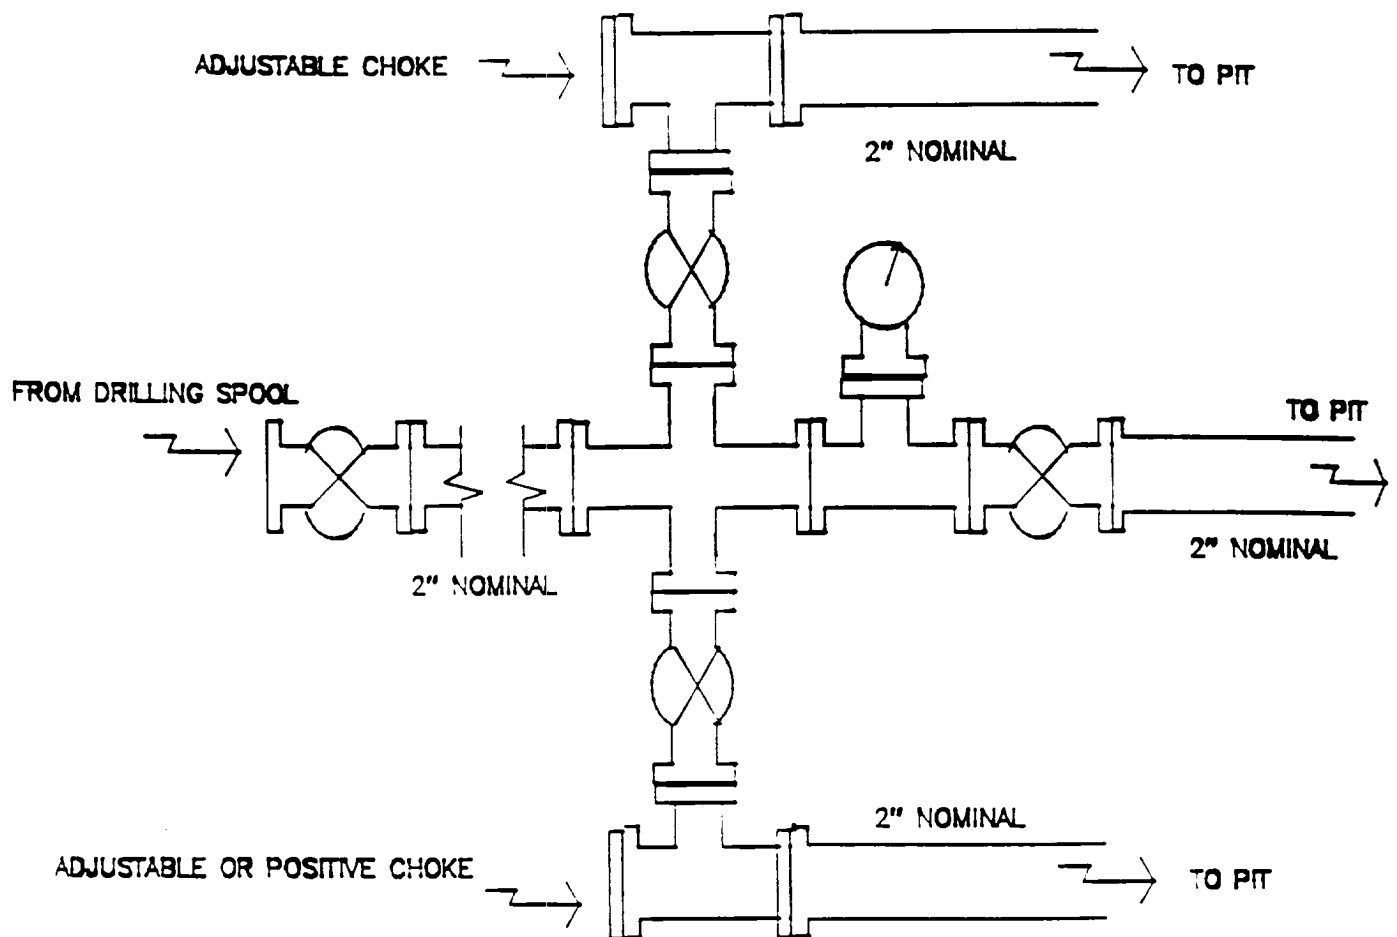 ADJUSTABLE CHOKE
TO PIT
2" NOMINAL
FROM DRILLING SPOOL
TO PIT
2" NOMINAL
2" NOMINAL
2" NOMINAL
ADJUSTABLE OR POSITIVE CHOKE
TO PIT